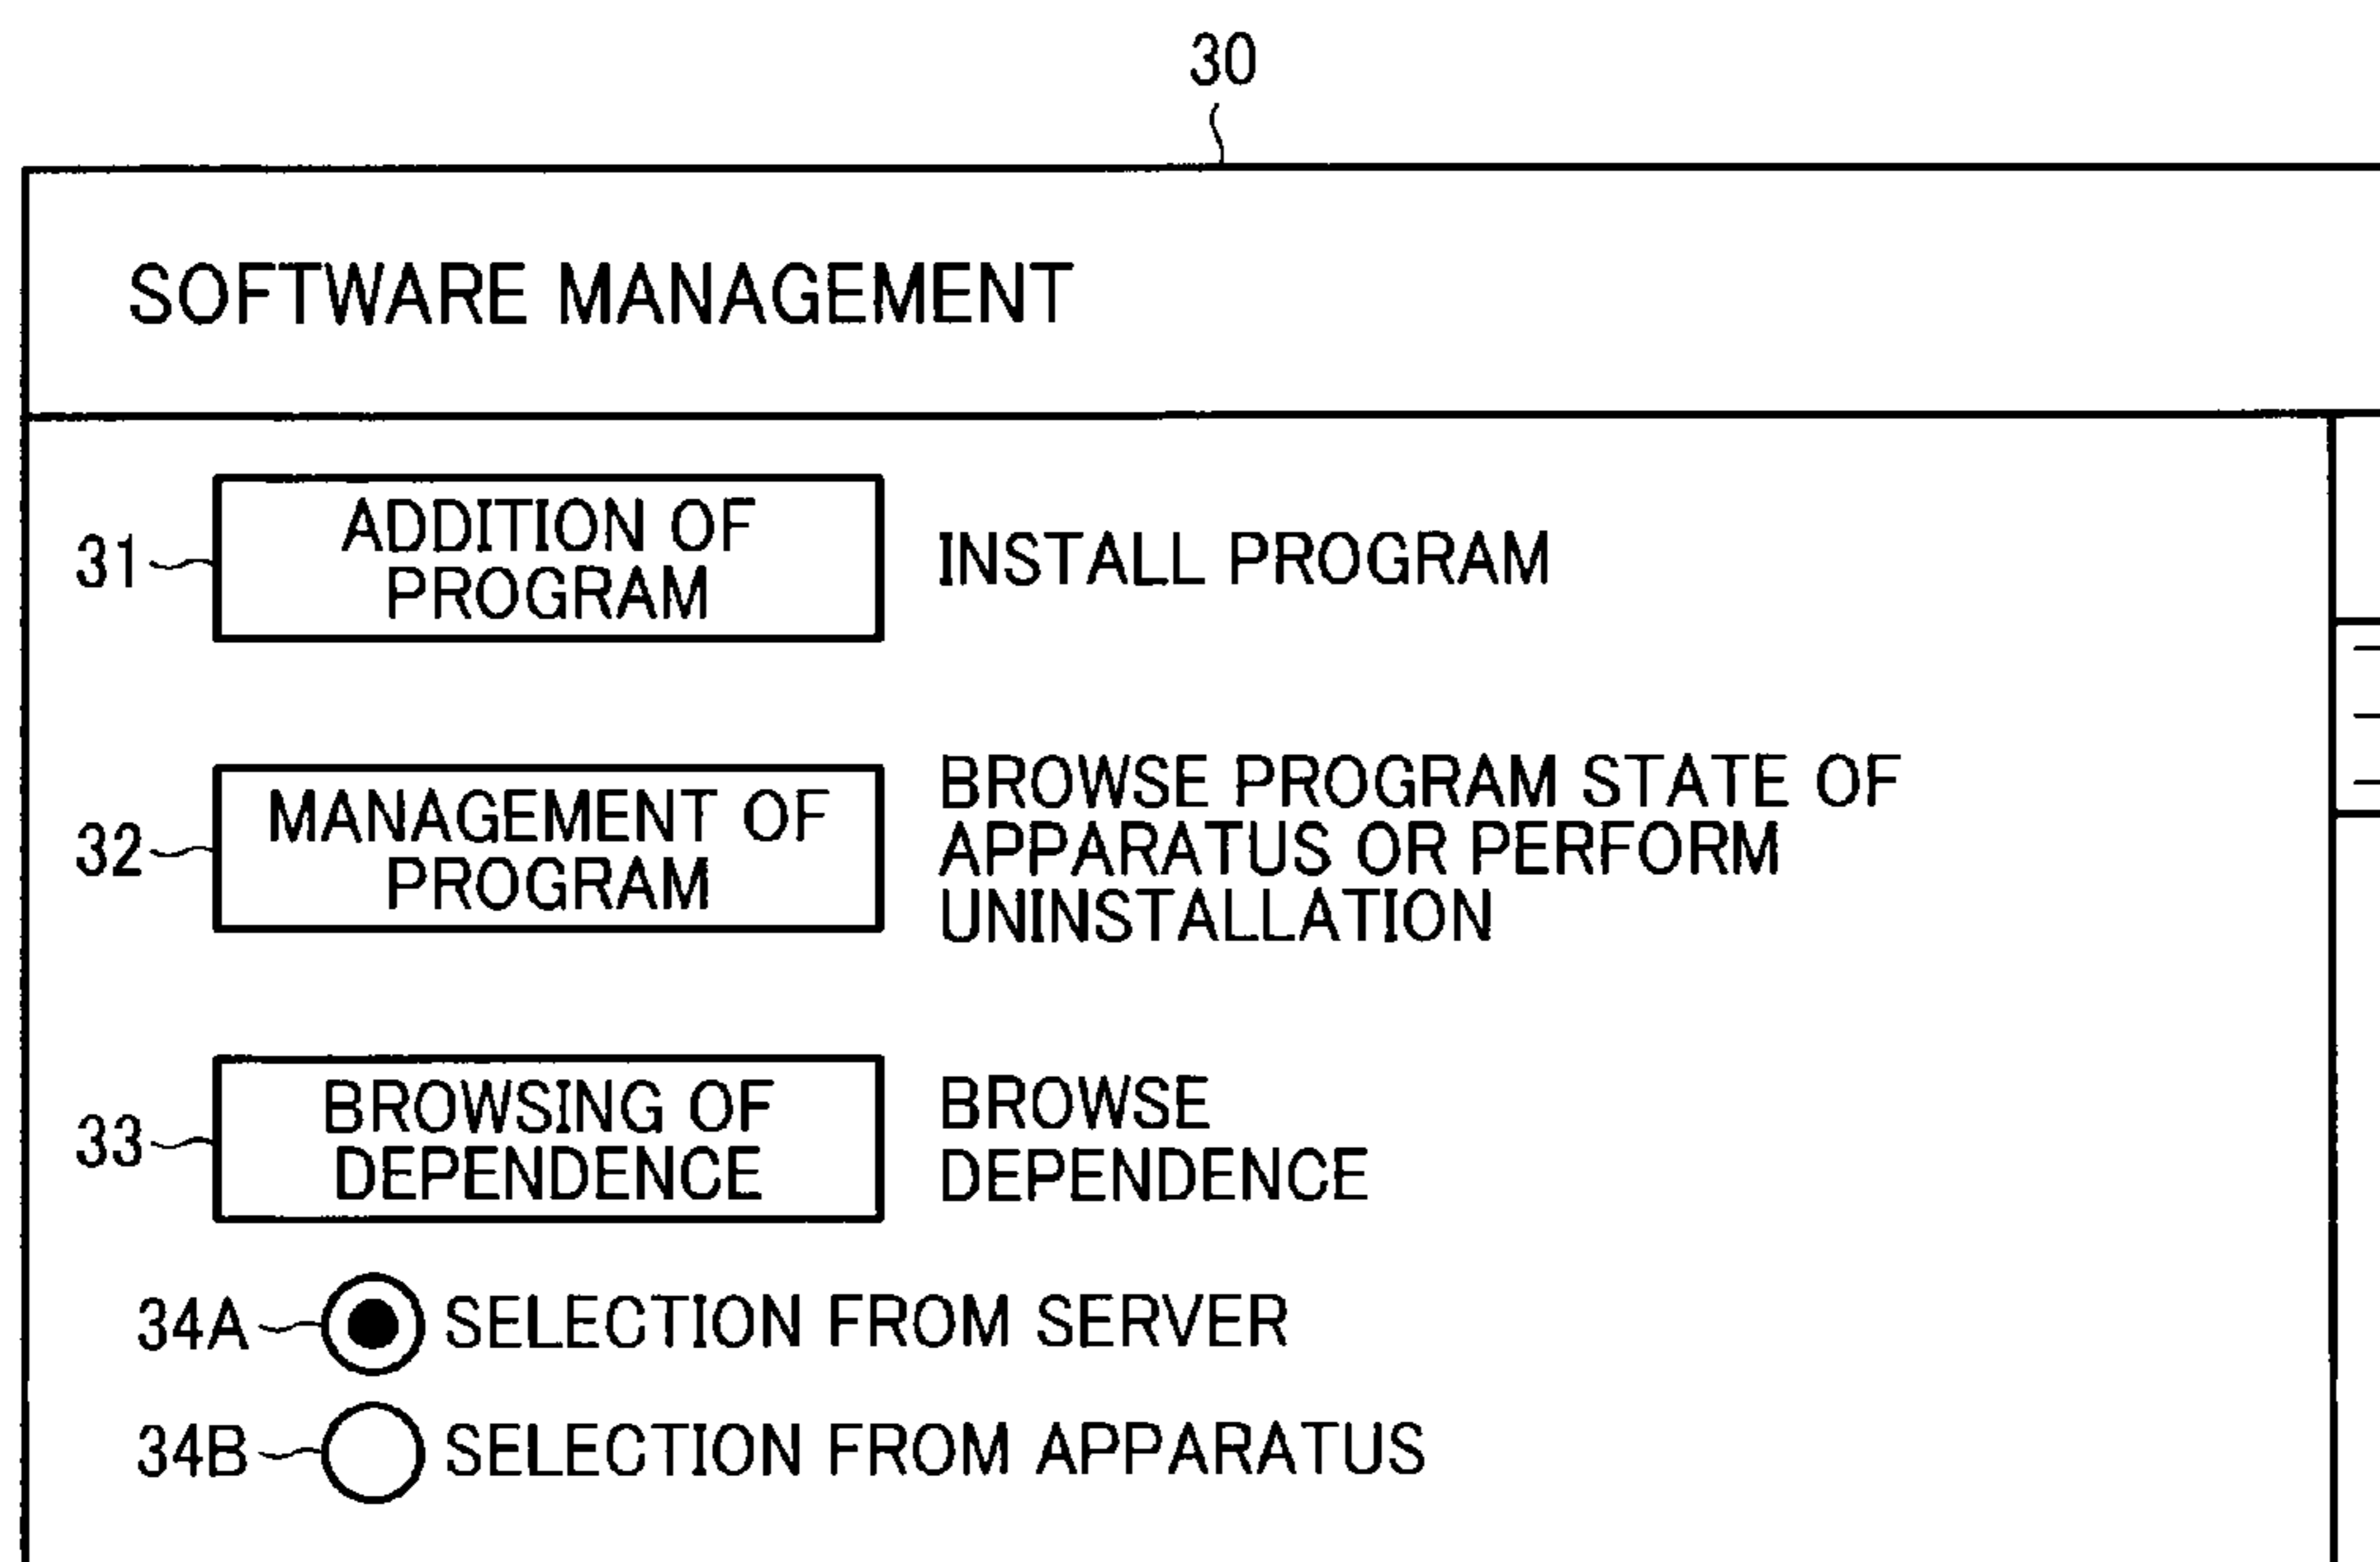 30
SOFTWARE MANAGEMENT
31
ADDITION OF
PROGRAM
INSTALL PROGRAM
32
MANAGEMENT OF
PROGRAM
BROWSE PROGRAM STATE OF
APPARATUS OR PERFORM
UNINSTALLATION
33
BROWSING OF
DEPENDENCE
BROWSE
DEPENDENCE
34A SELECTION FROM SERVER
34B SELECTION FROM APPARATUS